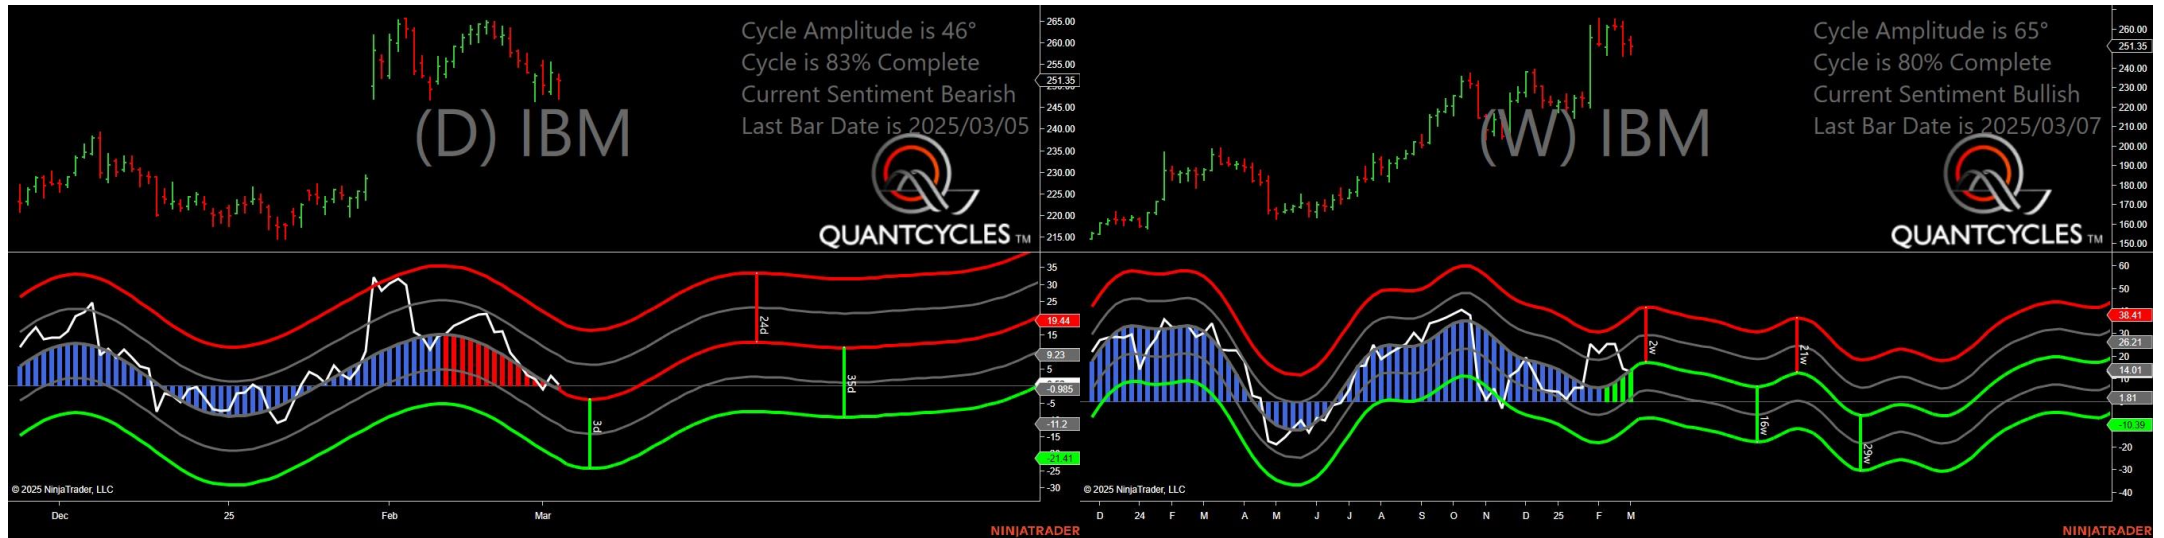 Cycle Amplitude is 46°
Cycle is 83% Complete
Current Sentiment Bearish
Last Bar Date is 2025/03/05
(D) IBM
QUANTCYCLES TM
265.00
260.00
255.00
251.35
245.00
240.00
235.00
230.00
225.00
220.00
215.00
35
30
25
19.44
15
9.23
5
-0.985
-5
-11.2
-15
-21.41
-25
-30
24d
35d
3d
© 2025 NinjaTrader, LLC
Dec
25
Feb
Mar
NINJATRADER
Cycle Amplitude is 65°
Cycle is 80% Complete
Current Sentiment Bullish
Last Bar Date is 2025/03/07
(W) IBM
QUANTCYCLES TM
260.00
251.35
240.00
230.00
220.00
210.00
200.00
190.00
180.00
170.00
160.00
150.00
60
50
38.41
30
26.21
20
14.01
10
1.81
-10.39
-20
-30
-40
2w
21w
16w
29w
© 2025 NinjaTrader, LLC
D
24
F
M
A
M
J
J
A
S
O
N
D
25
F
M
NINJATRADER